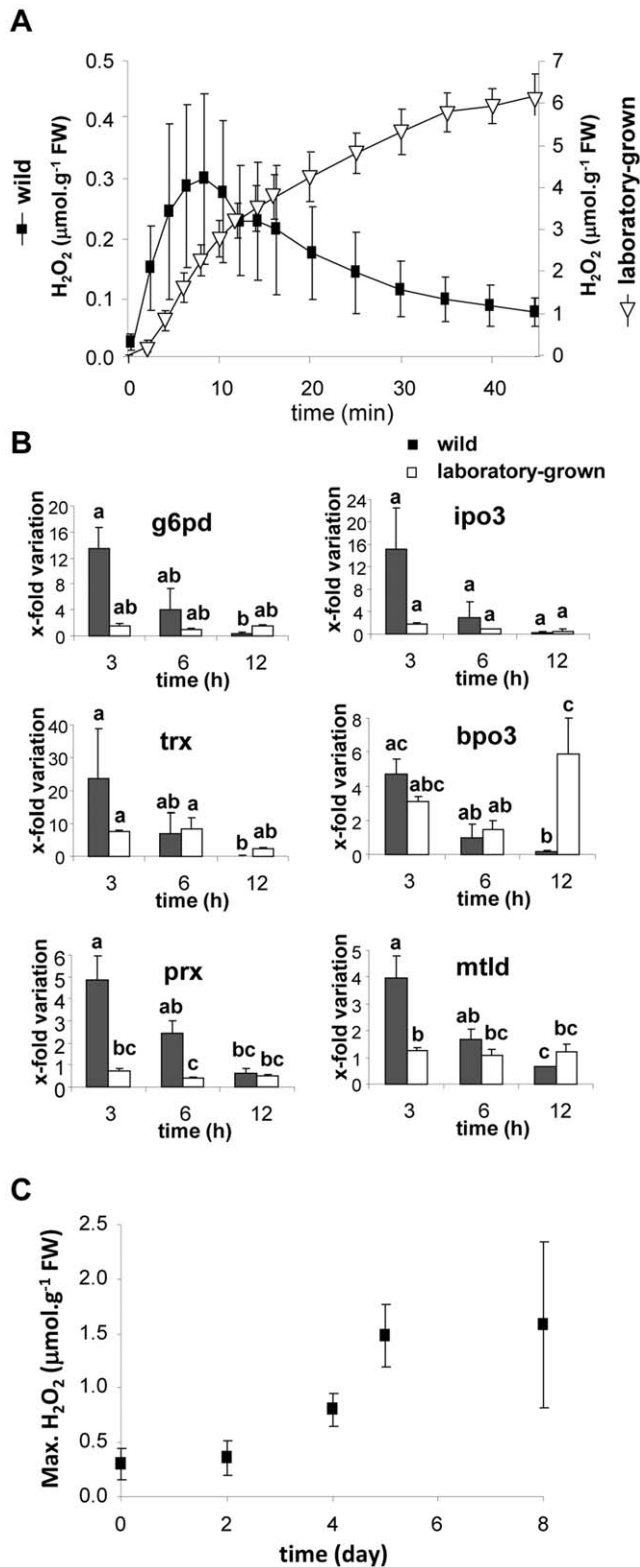 A
0.5
0.4
0.3
0.2
0.1
0.0
wild
H₂O₂ (μmol.g⁻¹ FW)
7
6
5
4
3
2
1
0
H₂O₂ (μmol.g⁻¹ FW)
laboratory-grown
0 10 20 30 40
time (min)
B
wild
laboratory-grown
g6pd
x-fold variation
20
16
12
8
4
0
a ab ab ab b ab
3 6 12
time (h)
ipo3
24
20
16
12
8
4
0
a a a a a a
3 6 12
time (h)
trx
x-fold variation
40
30
20
10
0
a a ab a b ab
3 6 12
time (h)
bpo3
x-fold variation
8
6
4
2
0
ac abc ab ab b c
3 6 12
time (h)
prx
x-fold variation
6
5
4
3
2
1
0
a bc ab c bc bc
3 6 12
time (h)
mtld
x-fold variation
5
4
3
2
1
0
a b ab bc c bc
3 6 12
time (h)
C
Max. H₂O₂ (μmol.g⁻¹ FW)
2.5
2.0
1.5
1.0
0.5
0.0
0 2 4 6 8
time (day)